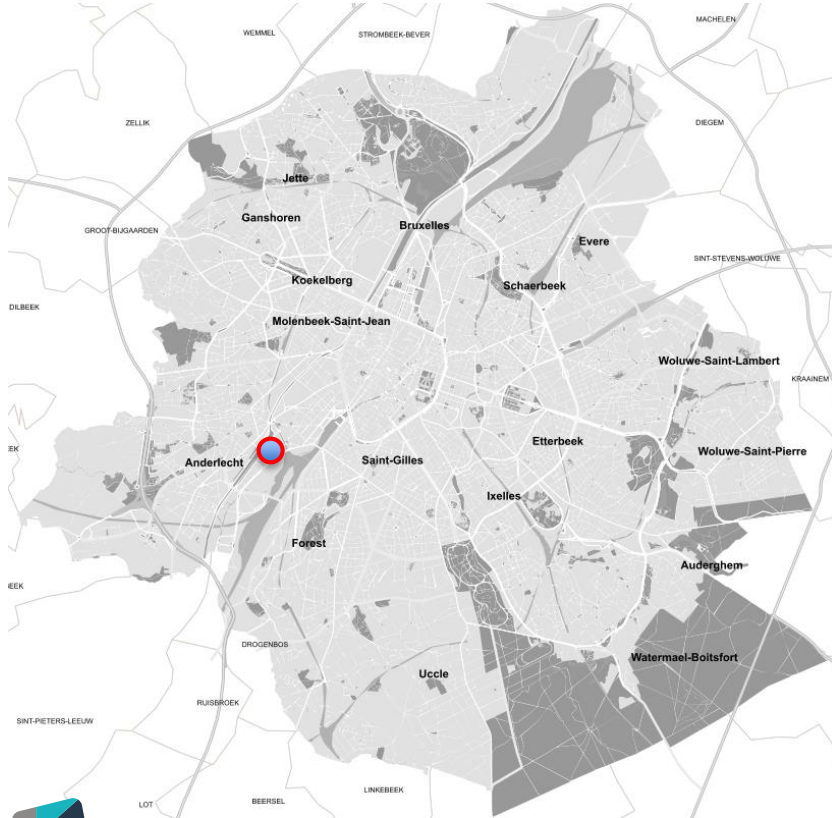 MACHELEN
WEMMEL
STROMBEEK-BEVER
ZELLIK
DIEGEM
Jette
Ganshoren
Bruxelles
GROOT-BIJGAARDEN
Evere
SINT-STEVENS-WOLUWE
Koekelberg
Schaerbeek
DILBEEK
Molenbeek-Saint-Jean
Woluwe-Saint-Lambert
KRAAINEM
Etterbeek
EEK
Anderlecht
Saint-Gilles
Woluwe-Saint-Pierre
Ixelles
Forest
Auderghem
BEEK
DROGENBOS
Watermael-Boitsfort
Uccle
RUISBROEK
SINT-PIETERS-LEEUW
LINKEBEEK
LOT
BEERSEL